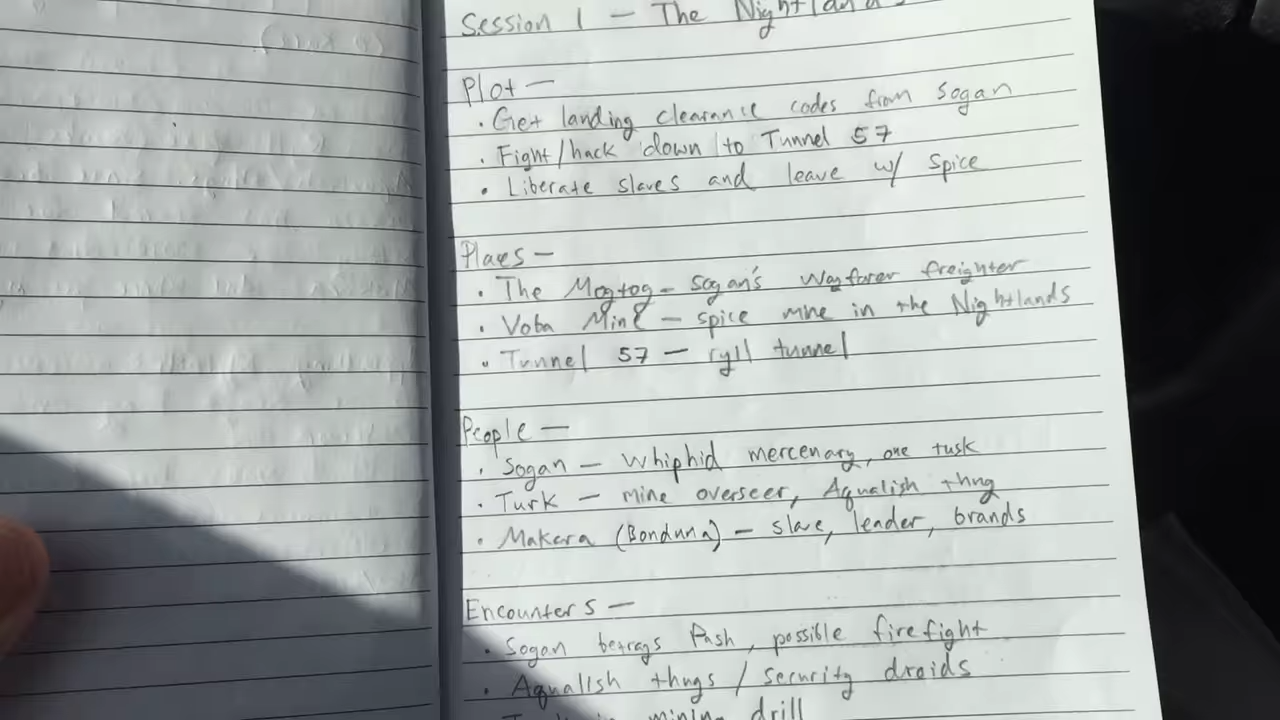 Session 1 — The Nightlands
Plot —
· Get landing clearance codes from Sogan
· Fight/hack down to Tunnel 57
· Liberate slaves and leave w/ spice
Places —
· The Mogtog — Sogan's Wayfarer freighter
· Voba Mine — spice mine in the Nightlands
· Tunnel 57 — ryll tunnel
People —
· Sogan — Whiphid mercenary, one tusk
· Turk — mine overseer, Aqualish thug
· Makara (Bonduna) — slave, leader, brands
Encounters —
· Sogan betrays Pash, possible firefight
· Aqualish thugs / security droids
mining drill